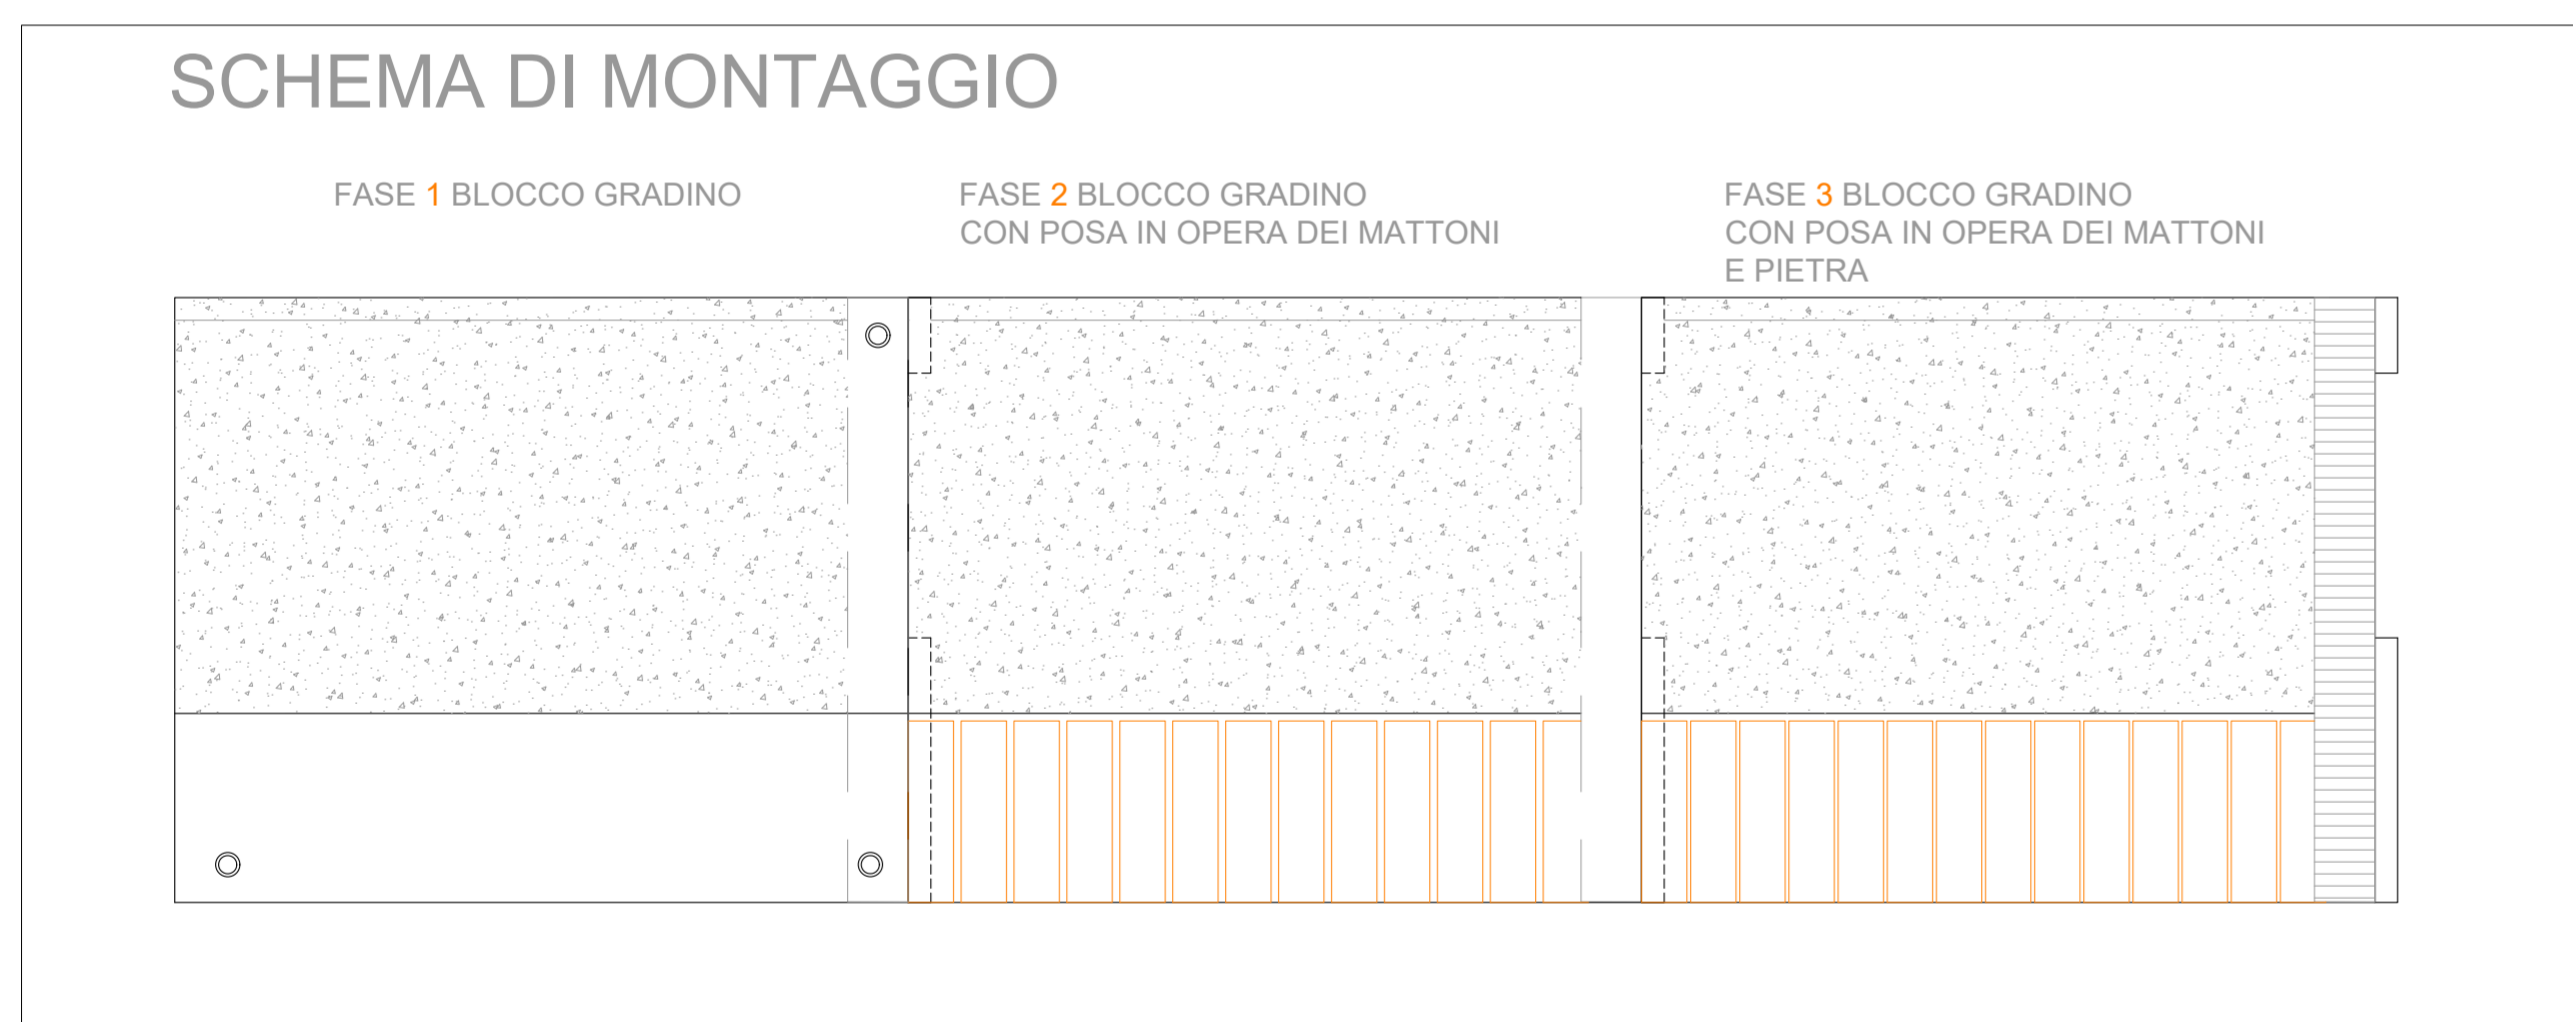 SCHEMA DI MONTAGGIO
FASE 1 BLOCCO GRADINO
FASE 2 BLOCCO GRADINO
CON POSA IN OPERA DEI MATTONI
FASE 3 BLOCCO GRADINO
CON POSA IN OPERA DEI MATTONI
E PIETRA